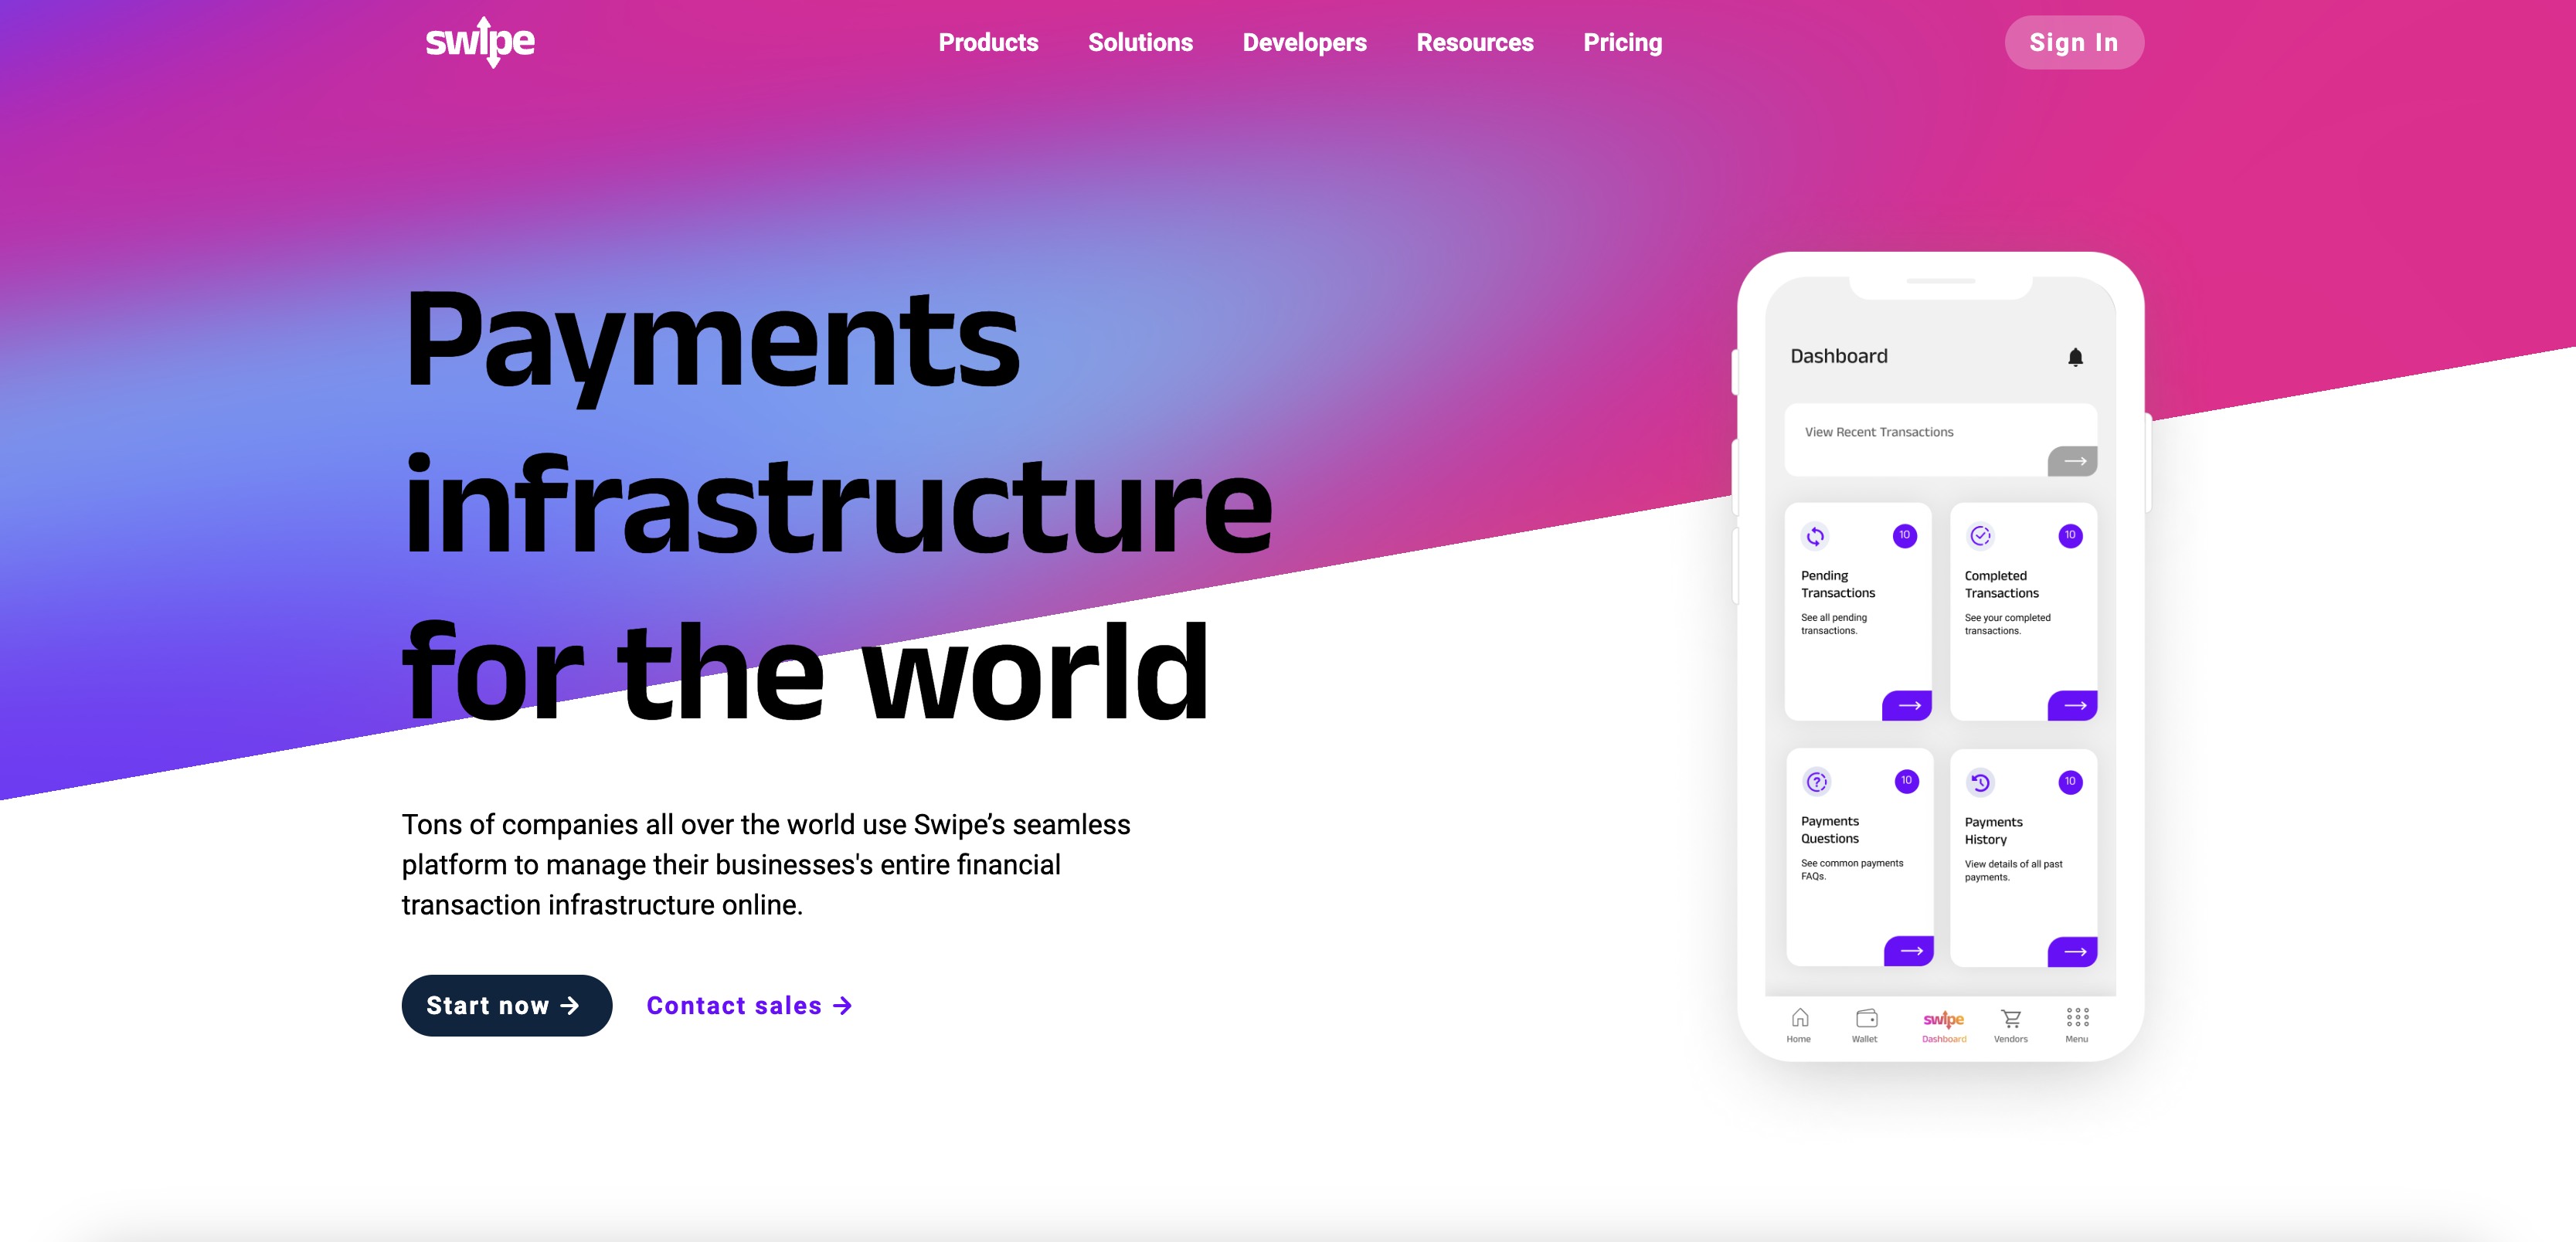 swipe
Products
Solutions
Developers
Resources
Pricing
Sign In
Payments
infrastructure
for the world
Tons of companies all over the world use Swipe’s seamless
platform to manage their businesses's entire financial
transaction infrastructure online.
Start now →
Contact sales →
Dashboard
View Recent Transactions
10
Pending
Transactions
See all pending
transactions.
10
Completed
Transactions
See your completed
transactions.
10
Payments
Questions
See common payments
FAQs.
10
Payments
History
View details of all past
payments.
Home
Wallet
swipe
Dashboard
Vendors
Menu